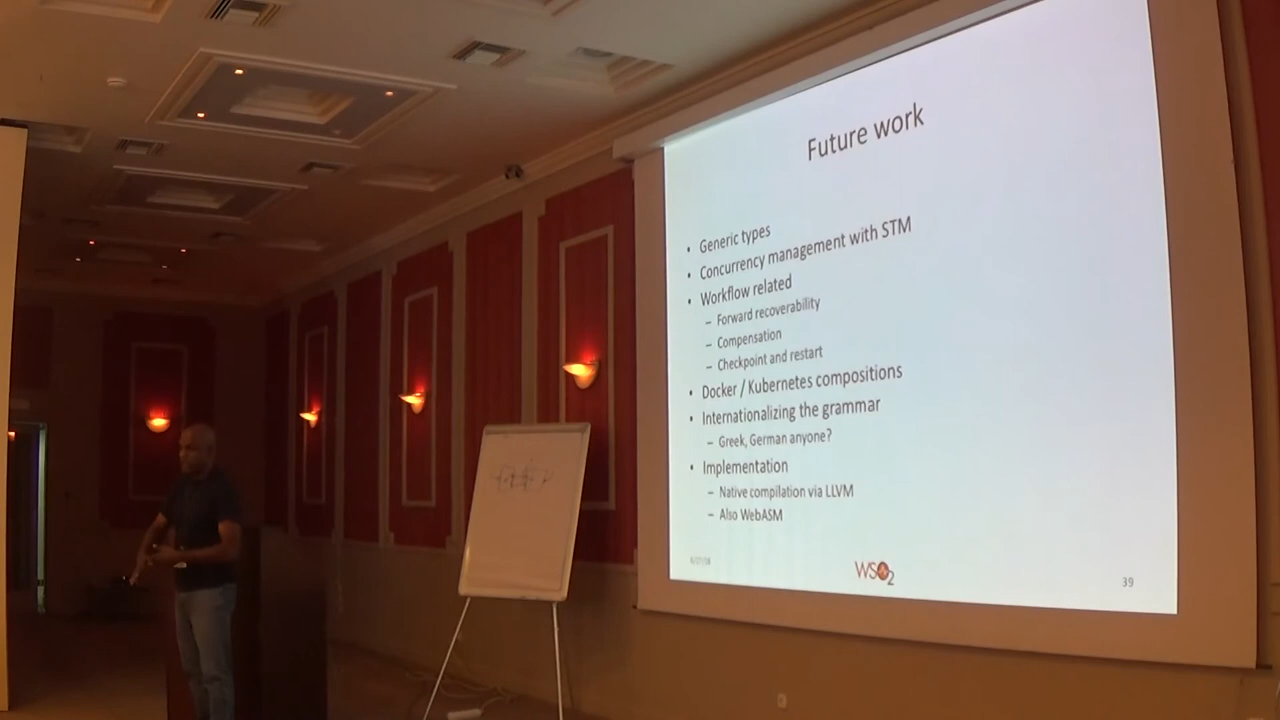 Future work
• Generic types
• Concurrency management with STM
• Workflow related
– Forward recoverability
– Compensation
– Checkpoint and restart
• Docker / Kubernetes compositions
• Internationalizing the grammar
– Greek, German anyone?
• Implementation
– Native compilation via LLVM
– Also WebASM
WSO2
39